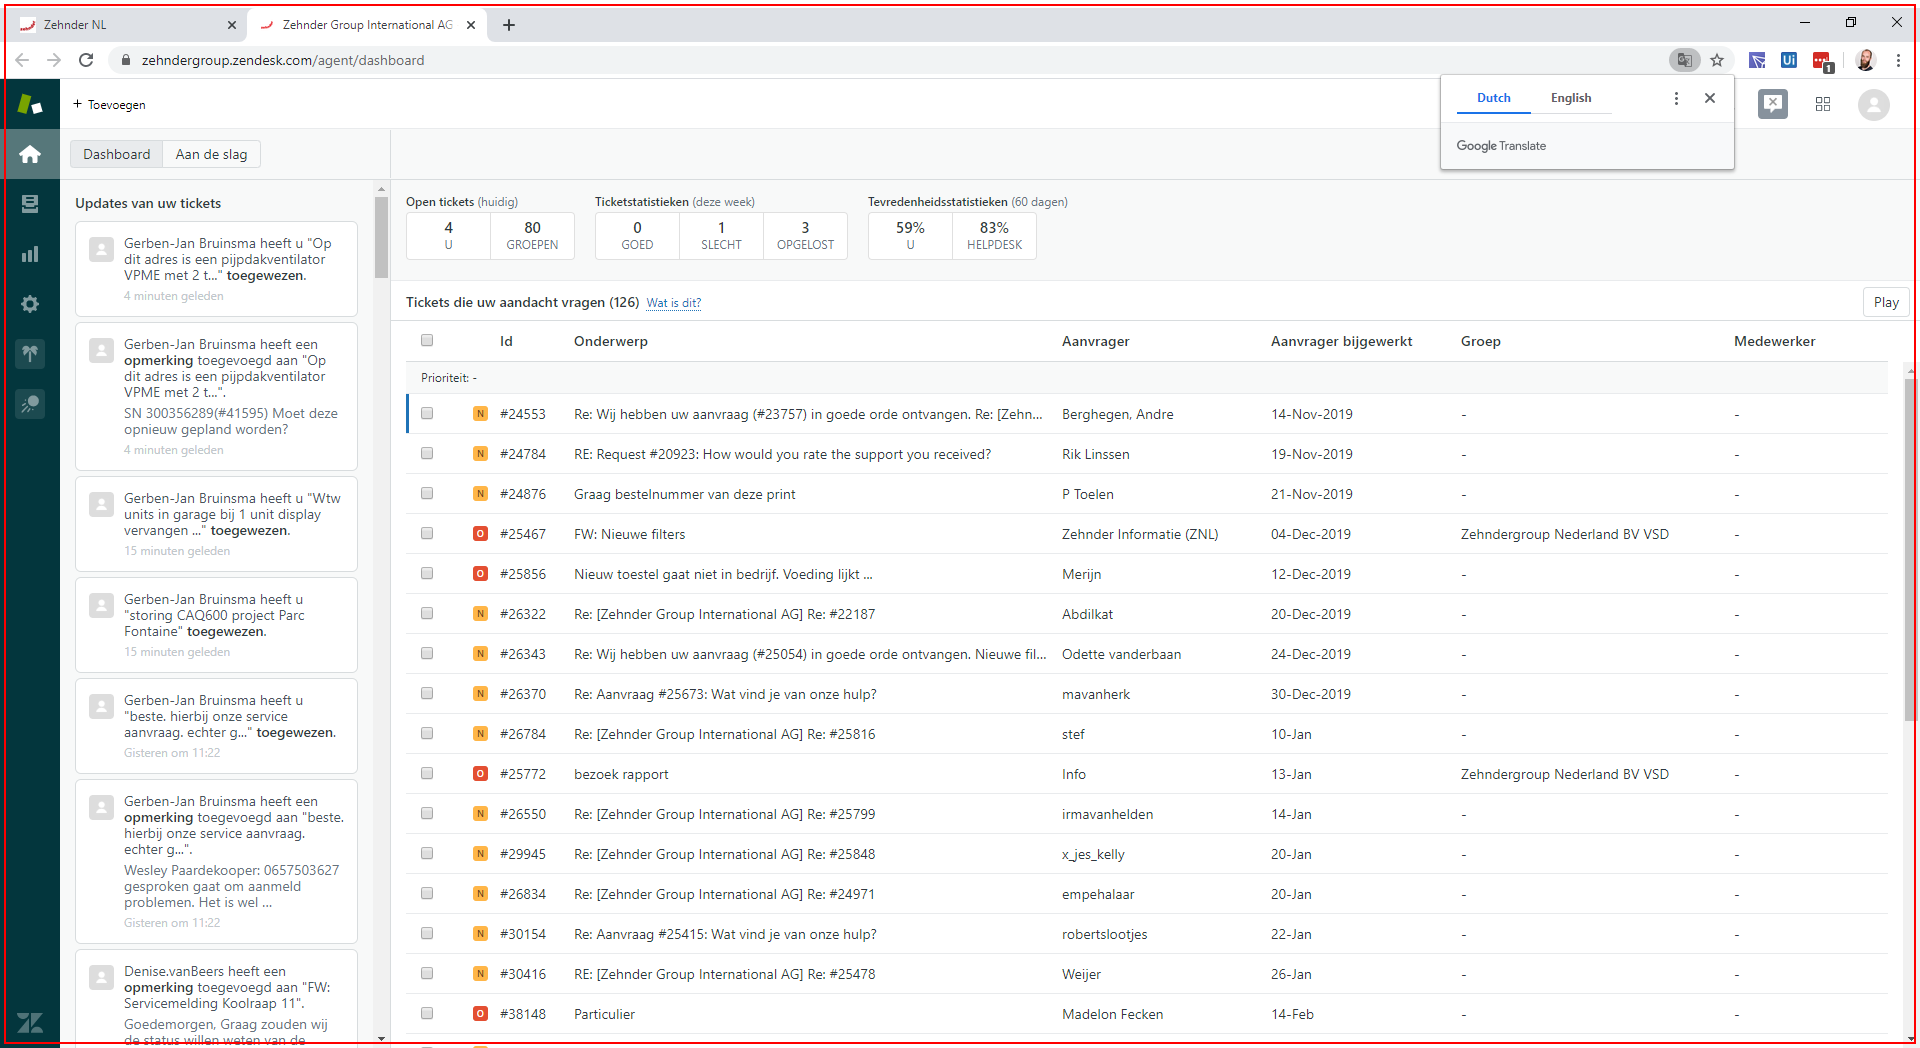 Zehnder NL
Zehnder Group International AG
zehndergroup.zendesk.com/agent/dashboard
Ui
1
Dutch
English
Google Translate
+ Toevoegen
Dashboard
Aan de slag
Updates van uw tickets
Gerben-Jan Bruinsma heeft u "Op
dit adres is een pijpdakventilator
VPME met 2 t..." toegewezen.
4 minuten geleden
Gerben-Jan Bruinsma heeft een
opmerking toegevoegd aan "Op
dit adres is een pijpdakventilator
VPME met 2 t...".
SN 300356289(#41595) Moet deze
opnieuw gepland worden?
4 minuten geleden
Gerben-Jan Bruinsma heeft u "Wtw
units in garage bij 1 unit display
vervangen ..." toegewezen.
15 minuten geleden
Gerben-Jan Bruinsma heeft u
"storing CAQ600 project Parc
Fontaine" toegewezen.
15 minuten geleden
Gerben-Jan Bruinsma heeft u
"beste. hierbij onze service
aanvraag. echter g..." toegewezen.
Gisteren om 11:22
Gerben-Jan Bruinsma heeft een
opmerking toegevoegd aan "beste.
hierbij onze service aanvraag.
echter g...".
Wesley Paardekooper: 0657503627
gesproken gaat om aanmeld
problemen. Het is wel ...
Gisteren om 11:22
Denise.vanBeers heeft een
opmerking toegevoegd aan "FW:
Servicemelding Koolraap 11".
Goedemorgen, Graag zouden wij
de status willen weten van de
Open tickets (huidig)
4 80
U GROEPEN
Ticketstatistieken (deze week)
0 1 3
GOED SLECHT OPGELOST
Tevredenheidsstatistieken (60 dagen)
59% 83%
U HELPDESK
Tickets die uw aandacht vragen (126) Wat is dit?
Play
Id Onderwerp Aanvrager Aanvrager bijgewerkt Groep Medewerker
Prioriteit: -
N #24553 Re: Wij hebben uw aanvraag (#23757) in goede orde ontvangen. Re: [Zehn... Berghegen, Andre 14-Nov-2019 - -
N #24784 RE: Request #20923: How would you rate the support you received? Rik Linssen 19-Nov-2019 - -
N #24876 Graag bestelnummer van deze print P Toelen 21-Nov-2019 - -
O #25467 FW: Nieuwe filters Zehnder Informatie (ZNL) 04-Dec-2019 Zehndergroup Nederland BV VSD -
O #25856 Nieuw toestel gaat niet in bedrijf. Voeding lijkt ... Merijn 12-Dec-2019 - -
N #26322 Re: [Zehnder Group International AG] Re: #22187 Abdilkat 20-Dec-2019 - -
N #26343 Re: Wij hebben uw aanvraag (#25054) in goede orde ontvangen. Nieuwe fil... Odette vanderbaan 24-Dec-2019 - -
N #26370 Re: Aanvraag #25673: Wat vind je van onze hulp? mavanherk 30-Dec-2019 - -
N #26784 Re: [Zehnder Group International AG] Re: #25816 stef 10-Jan - -
O #25772 bezoek rapport Info 13-Jan Zehndergroup Nederland BV VSD -
N #26550 Re: [Zehnder Group International AG] Re: #25799 irmavanhelden 14-Jan - -
N #29945 Re: [Zehnder Group International AG] Re: #25848 x_jes_kelly 20-Jan - -
N #26834 Re: [Zehnder Group International AG] Re: #24971 empehalaar 20-Jan - -
N #30154 Re: Aanvraag #25415: Wat vind je van onze hulp? robertslootjes 22-Jan - -
N #30416 RE: [Zehnder Group International AG] Re: #25478 Weijer 26-Jan - -
O #38148 Particulier Madelon Fecken 14-Feb - -